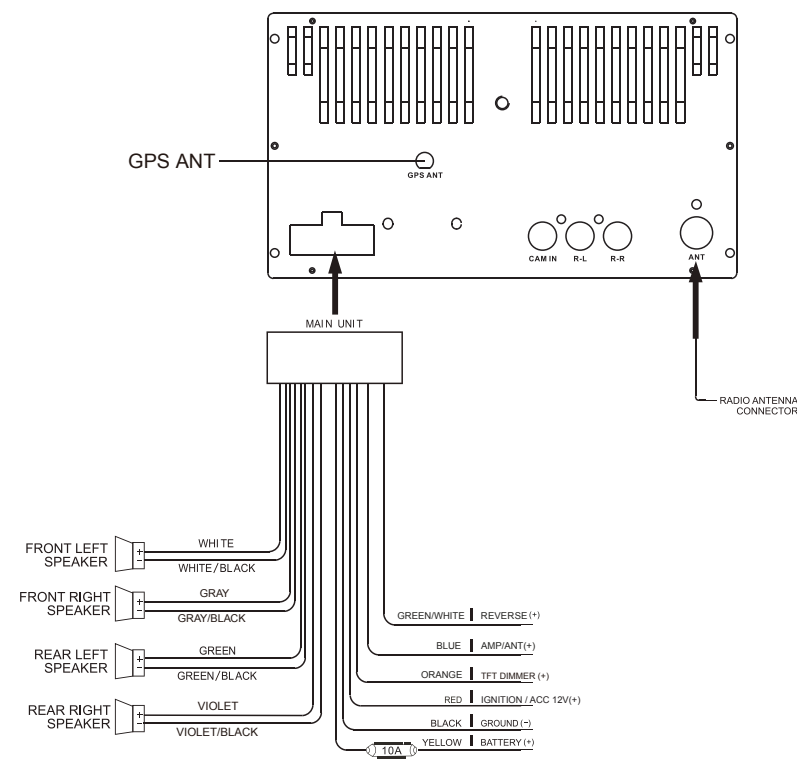 GPS ANT
GPS ANT
CAM IN R-L R-R ANT
MAIN UNIT
RADIO ANTENNA
CONNECTOR
FRONT LEFT
SPEAKER
+
−
WHITE
WHITE/BLACK
FRONT RIGHT
SPEAKER
+
−
GRAY
GRAY/BLACK
REAR LEFT
SPEAKER
+
−
GREEN
GREEN/BLACK
REAR RIGHT
SPEAKER
+
−
VIOLET
VIOLET/BLACK
GREEN/WHITE REVERSE (+)
BLUE AMP/ANT(+)
ORANGE TFT DIMMER (+)
RED IGNITION / ACC 12V(+)
BLACK GROUND (−)
YELLOW BATTERY (+)
10A